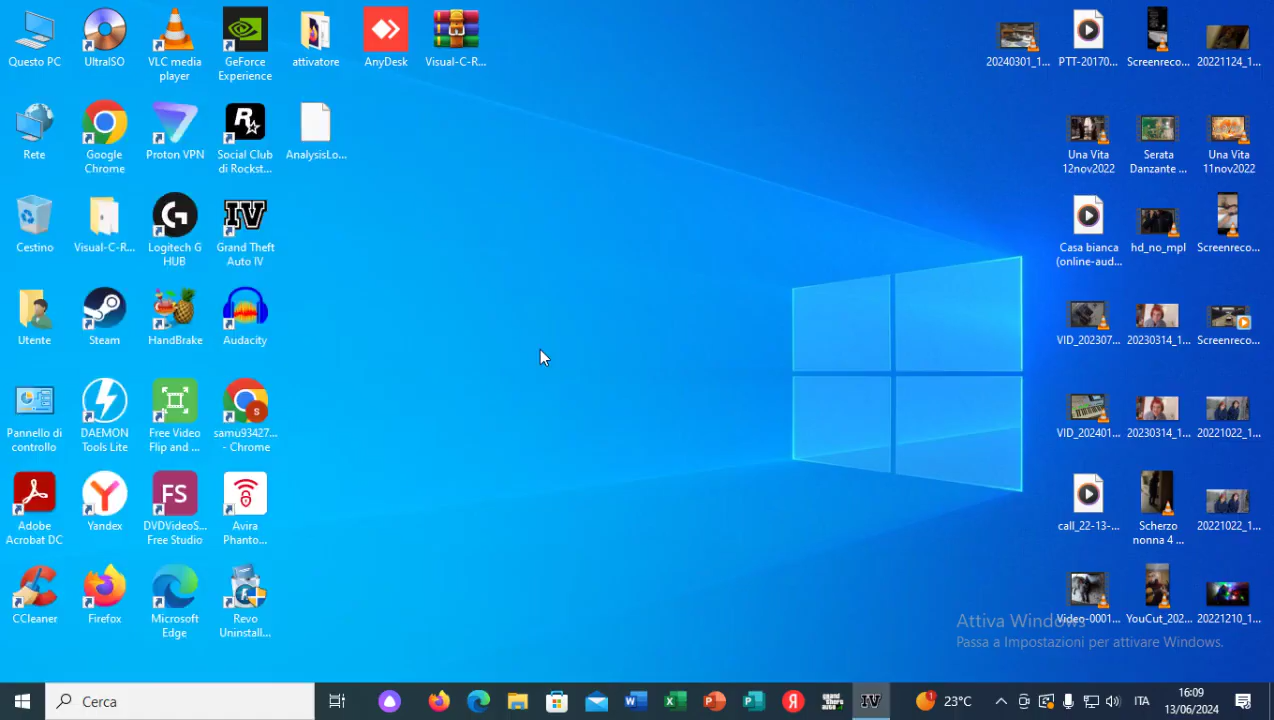 Questo PC
UltraISO
VLC media
player
GeForce
Experience
attivatore
AnyDesk
Visual-C-R...
20240301_1...
PTT-20170...
Screenreco...
20221124_1...
Rete
Google
Chrome
Proton VPN
Social Club
di Rockst...
AnalysisLo...
Una Vita
12nov2022
Serata
Danzante ...
Una Vita
11nov2022
Cestino
Visual-C-R...
Logitech G
HUB
IV
Grand Theft
Auto IV
Casa bianca
(online-aud...
hd_no_mpl
Screenreco...
Utente
Steam
HandBrake
Audacity
VID_202307...
20230314_1...
Screenreco...
Pannello di
controllo
DAEMON
Tools Lite
Free Video
Flip and ...
samu93427...
- Chrome
VID_202401...
20230314_1...
20221022_1...
Adobe
Acrobat DC
Yandex
FS
DVDVideoS...
Free Studio
Avira
Phanto...
call_22-13-...
Scherzo
nonna 4 ...
20221022_1...
CCleaner
Firefox
Microsoft
Edge
Revo
Uninstall...
Video-0001...
YouCut_202...
20221210_1...
Attiva Windows
Passa a Impostazioni per attivare Windows.
Cerca
IV
1
23°C
ITA
16:09
13/06/2024